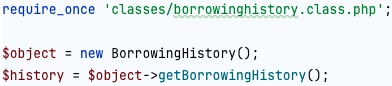 require_once 'classes/borrowinghistory.class.php';
$object = new BorrowingHistory();
$history = $object->getBorrowingHistory();